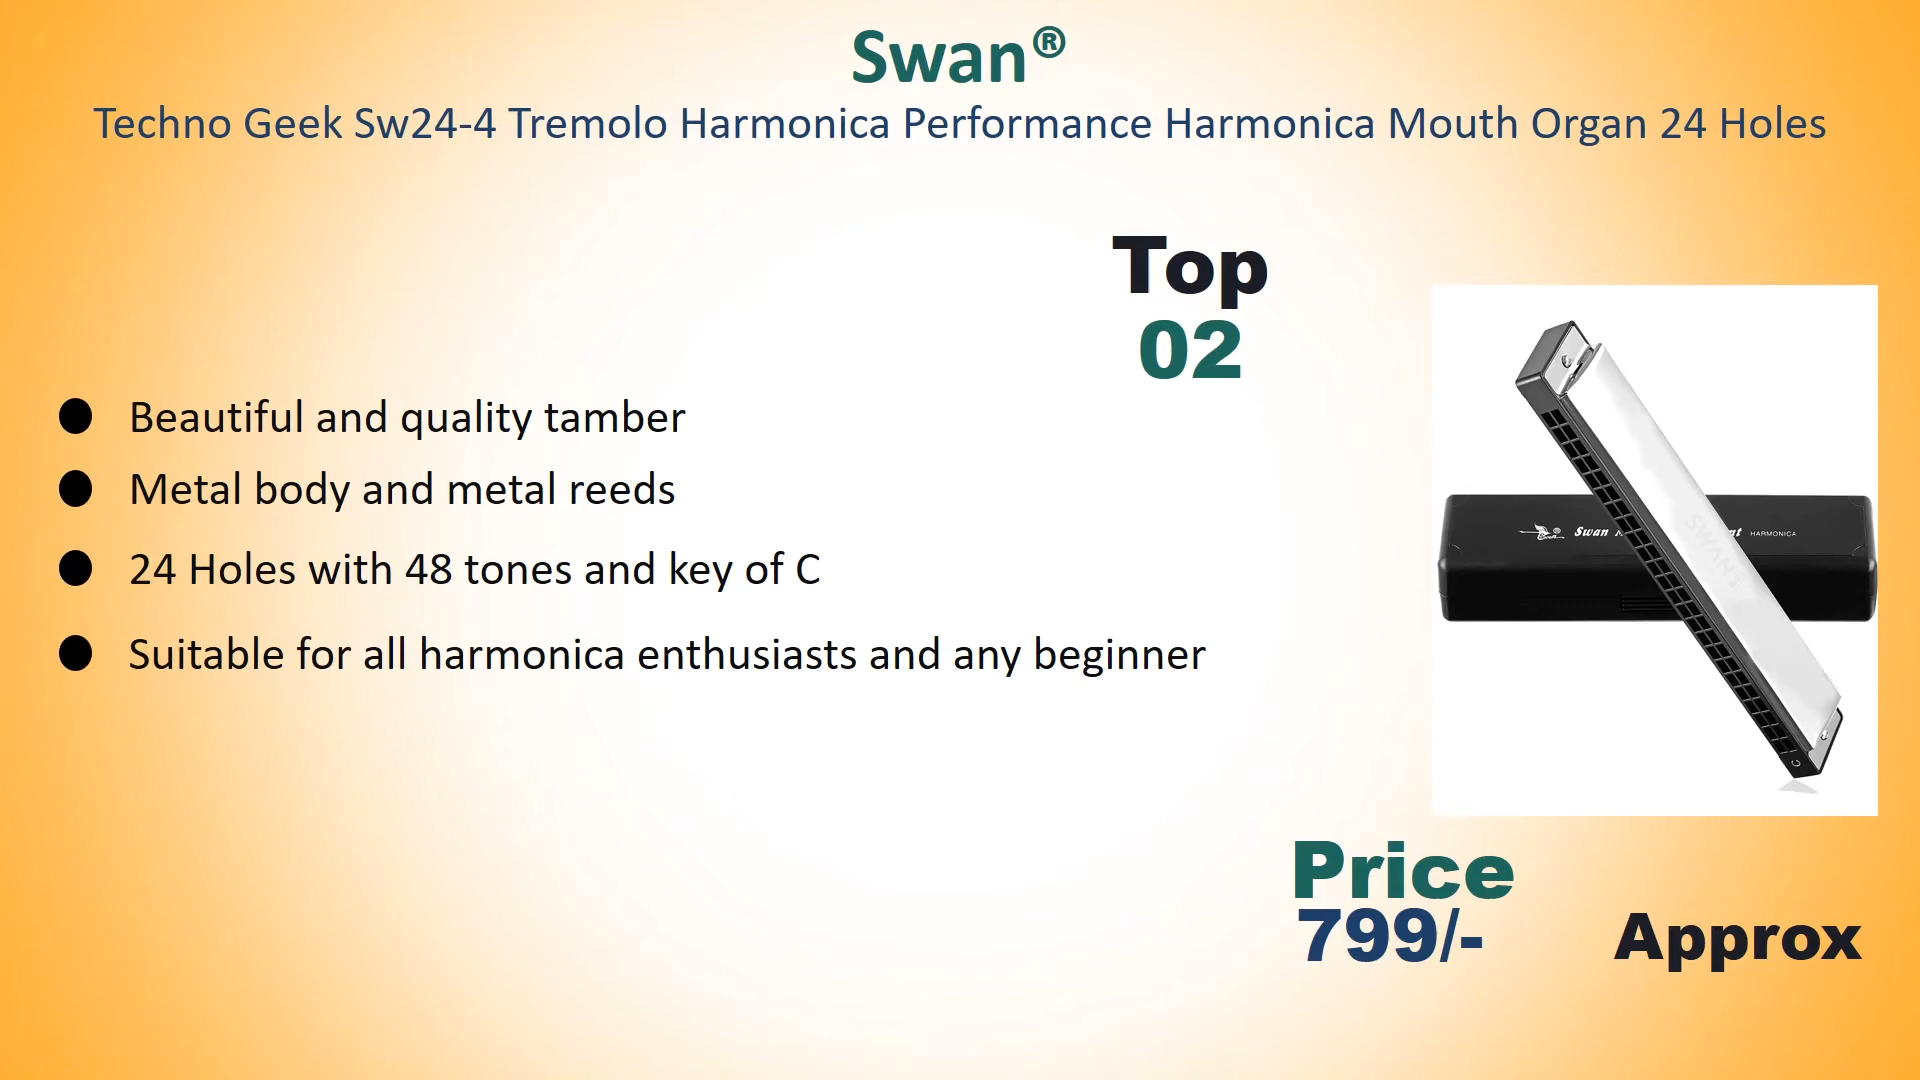 Swan®
Techno Geek Sw24-4 Tremolo Harmonica Performance Harmonica Mouth Organ 24 Holes
Top
02
● Beautiful and quality tamber
● Metal body and metal reeds
● 24 Holes with 48 tones and key of C
● Suitable for all harmonica enthusiasts and any beginner
Swan HARMONICA
SWAN
C
Price
799/- Approx